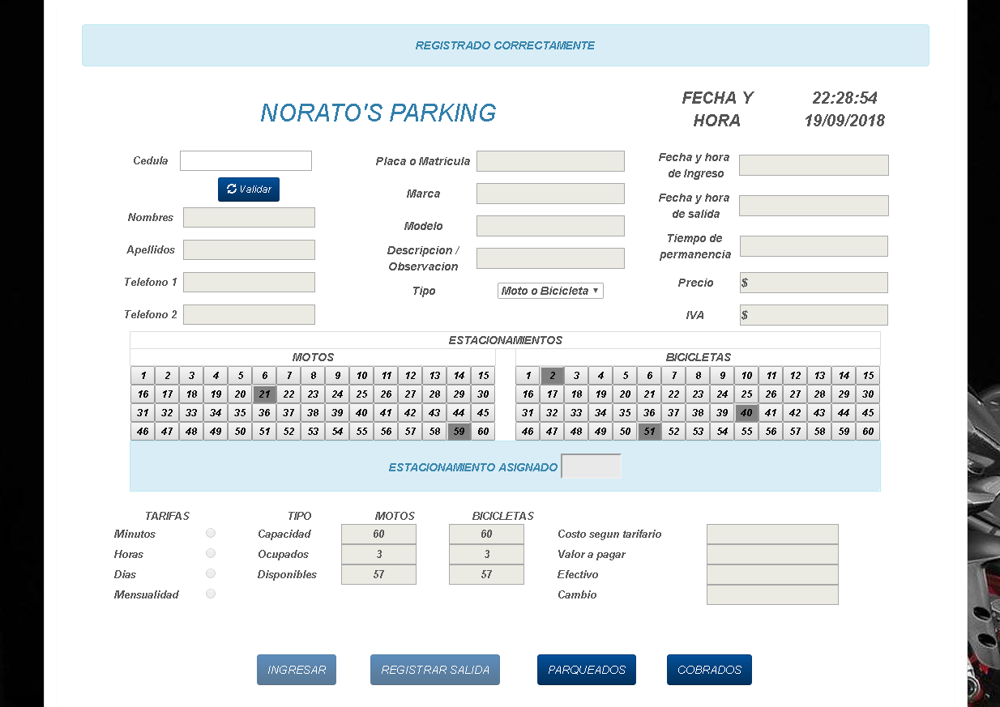 REGISTRADO CORRECTAMENTE
NORATO'S PARKING
FECHA Y HORA
22:28:54
19/09/2018
Cedula
Validar
Nombres
Apellidos
Telefono 1
Telefono 2
Placa o Matricula
Marca
Modelo
Descripcion /
Observacion
Tipo Moto o Bicicleta
Fecha y hora
de Ingreso
Fecha y hora
de salida
Tiempo de
permanencia
Precio $
IVA $
ESTACIONAMIENTOS
MOTOS
1 2 3 4 5 6 7 8 9 10 11 12 13 14 15
16 17 18 19 20 21 22 23 24 25 26 27 28 29 30
31 32 33 34 35 36 37 38 39 40 41 42 43 44 45
46 47 48 49 50 51 52 53 54 55 56 57 58 59 60
BICICLETAS
1 2 3 4 5 6 7 8 9 10 11 12 13 14 15
16 17 18 19 20 21 22 23 24 25 26 27 28 29 30
31 32 33 34 35 36 37 38 39 40 41 42 43 44 45
46 47 48 49 50 51 52 53 54 55 56 57 58 59 60
ESTACIONAMIENTO ASIGNADO
TARIFAS
Minutos
Horas
Dias
Mensualidad
TIPO MOTOS BICICLETAS
Capacidad 60 60
Ocupados 3 3
Disponibles 57 57
Costo segun tarifario
Valor a pagar
Efectivo
Cambio
INGRESAR
REGISTRAR SALIDA
PARQUEADOS
COBRADOS